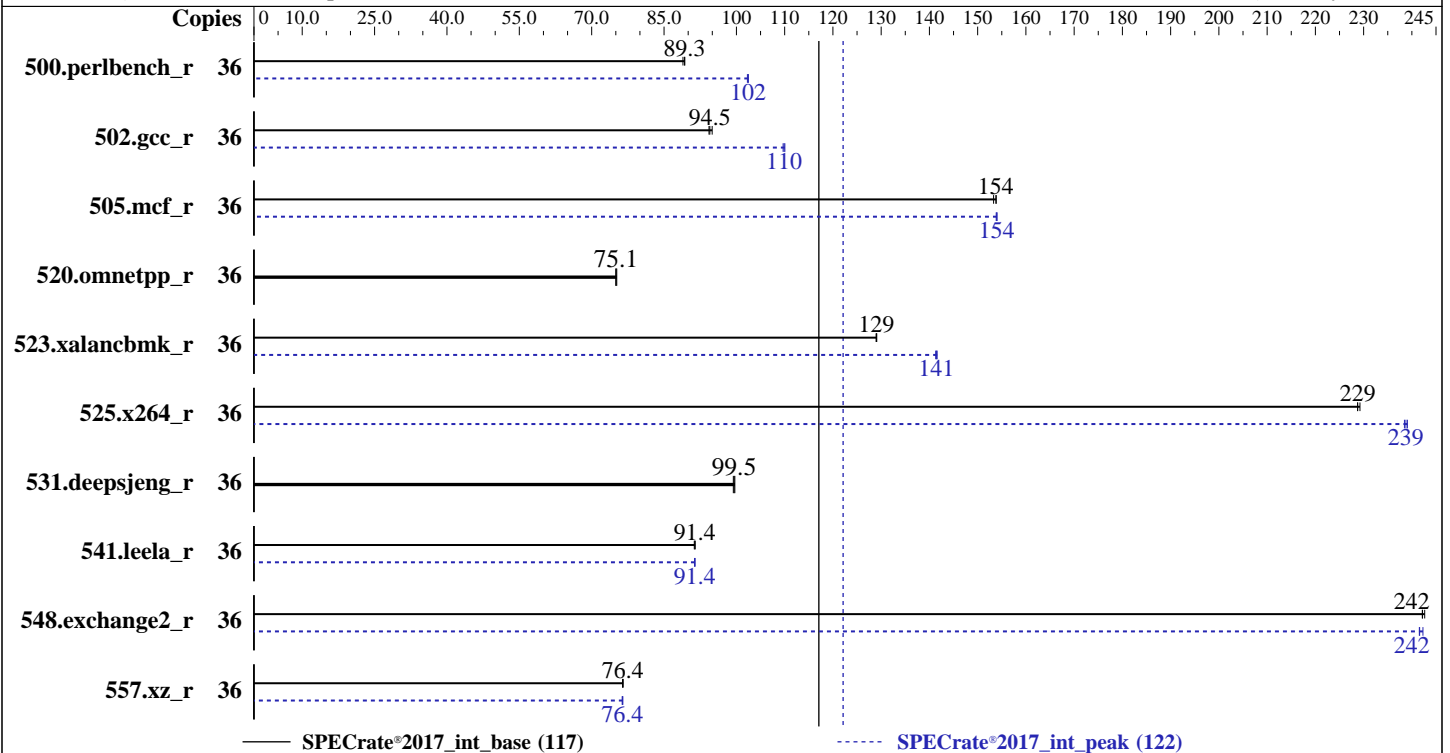 Copies 0 10.0 25.0 40.0 55.0 70.0 85.0 100 110 120 130 140 150 160 170 180 190 200 210 220 230 245
89.3
500.perlbench_r 36
102
94.5
502.gcc_r 36
110
154
505.mcf_r 36
154
75.1
520.omnetpp_r 36
129
523.xalancbmk_r 36
141
229
525.x264_r 36
239
99.5
531.deepsjeng_r 36
91.4
541.leela_r 36
91.4
242
548.exchange2_r 36
242
76.4
557.xz_r 36
76.4
SPECrate®2017_int_base (117) SPECrate®2017_int_peak (122)